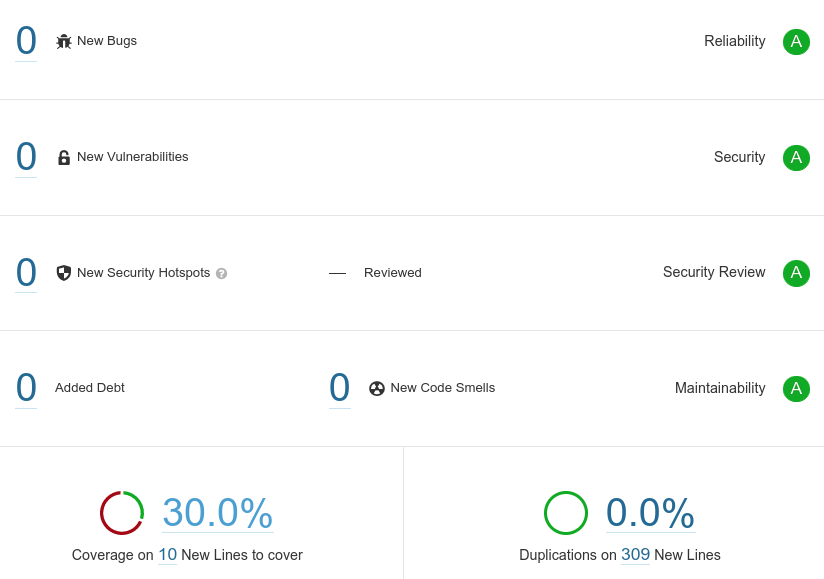 0 New Bugs Reliability A
0 New Vulnerabilities Security A
0 New Security Hotspots ? — Reviewed Security Review A
0 Added Debt 0 New Code Smells Maintainability A
30.0% 0.0%
Coverage on 10 New Lines to cover Duplications on 309 New Lines